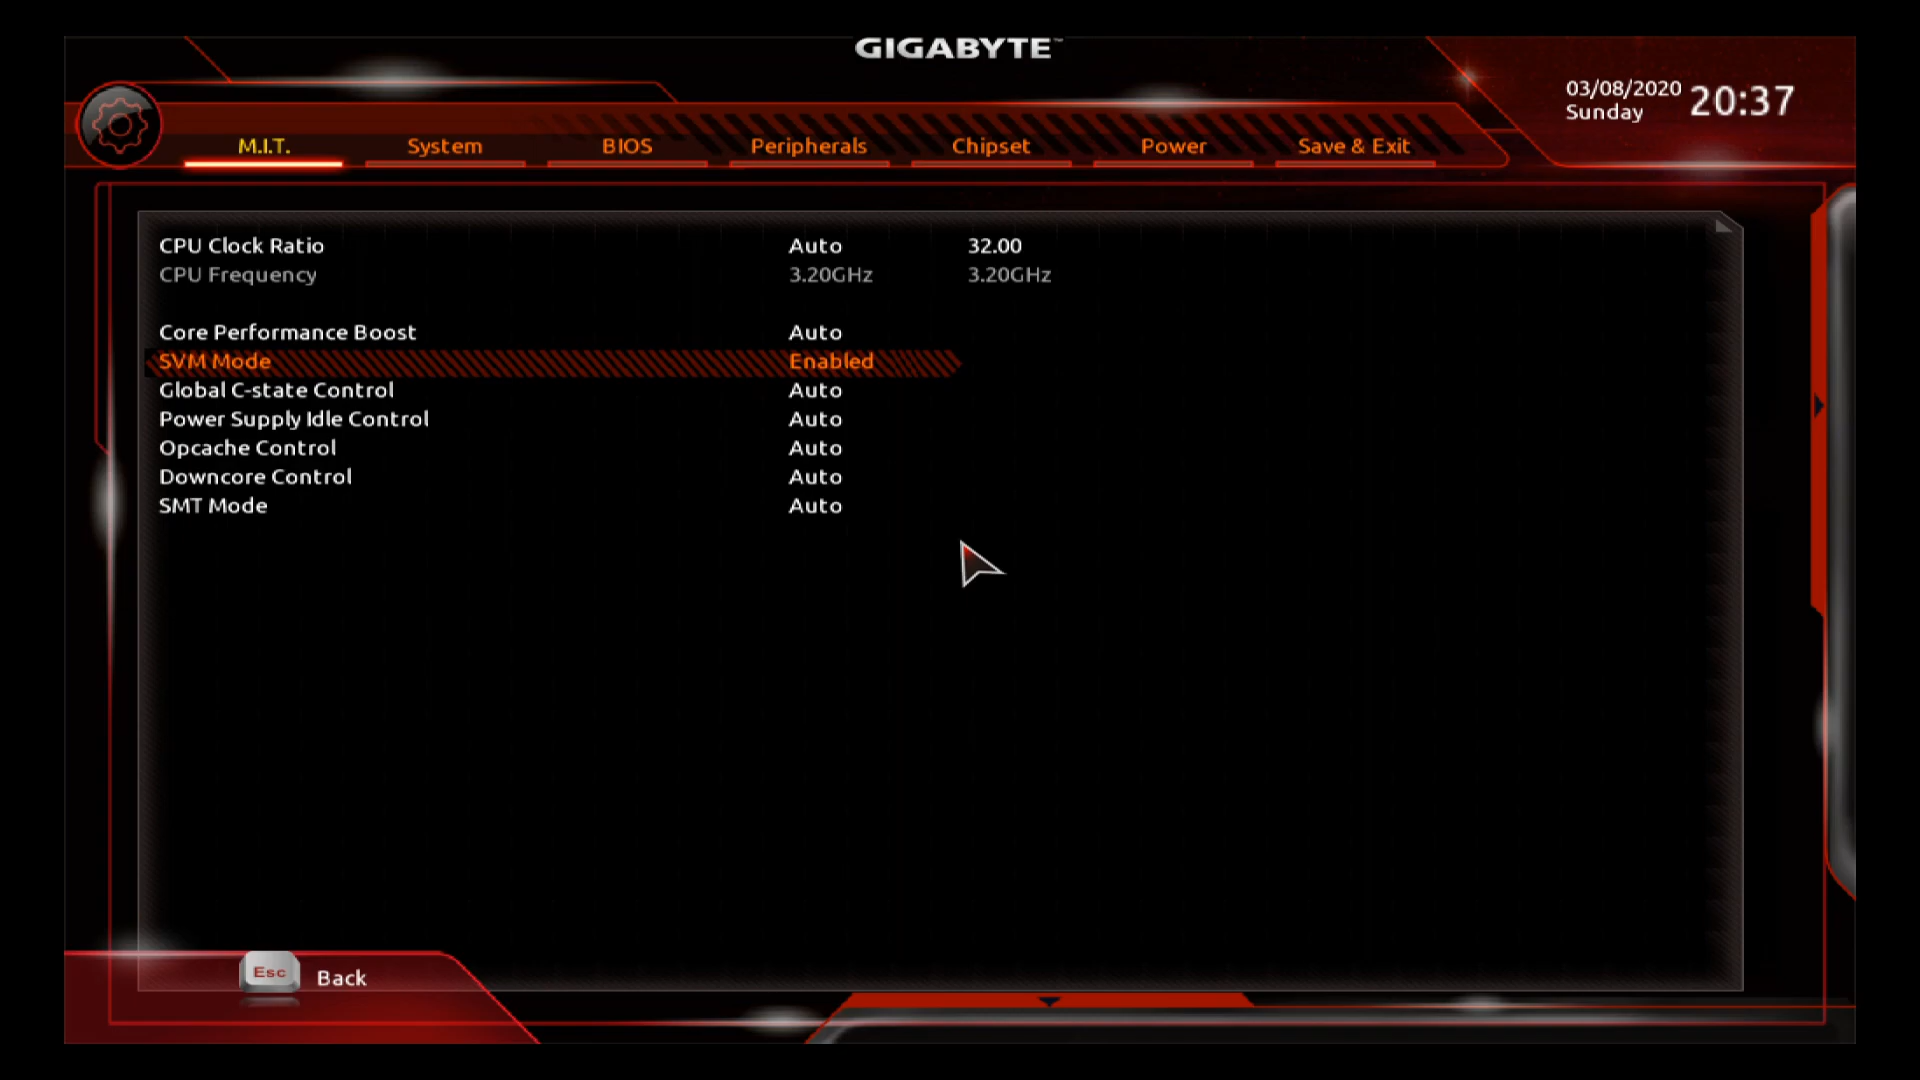 GIGABYTE™
03/08/2020 20:37
Sunday
M.I.T. System BIOS Peripherals Chipset Power Save & Exit
CPU Clock Ratio Auto 32.00
CPU Frequency 3.20GHz 3.20GHz
Core Performance Boost Auto
SVM Mode Enabled
Global C-state Control Auto
Power Supply Idle Control Auto
Opcache Control Auto
Downcore Control Auto
SMT Mode Auto
Esc Back